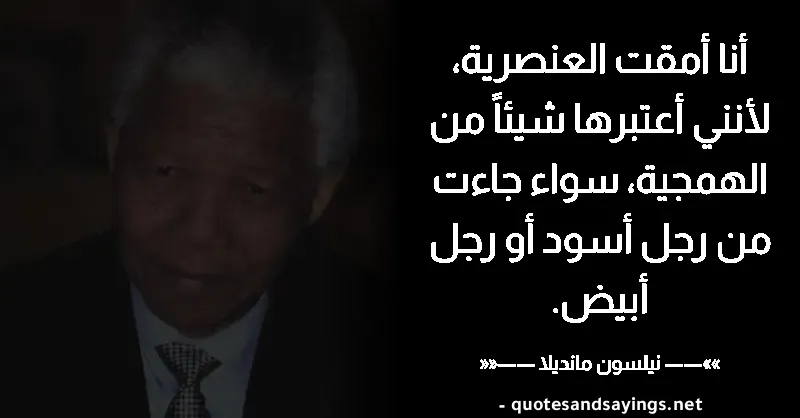 أنا أمقت العنصرية،
لأنني أعتبرها شيئاً من
الهمجية، سواء جاءت
من رجل أسود أو رجل
أبيض.
»»—— نيلسون مانديلا ——««
- quotesandsayings.net